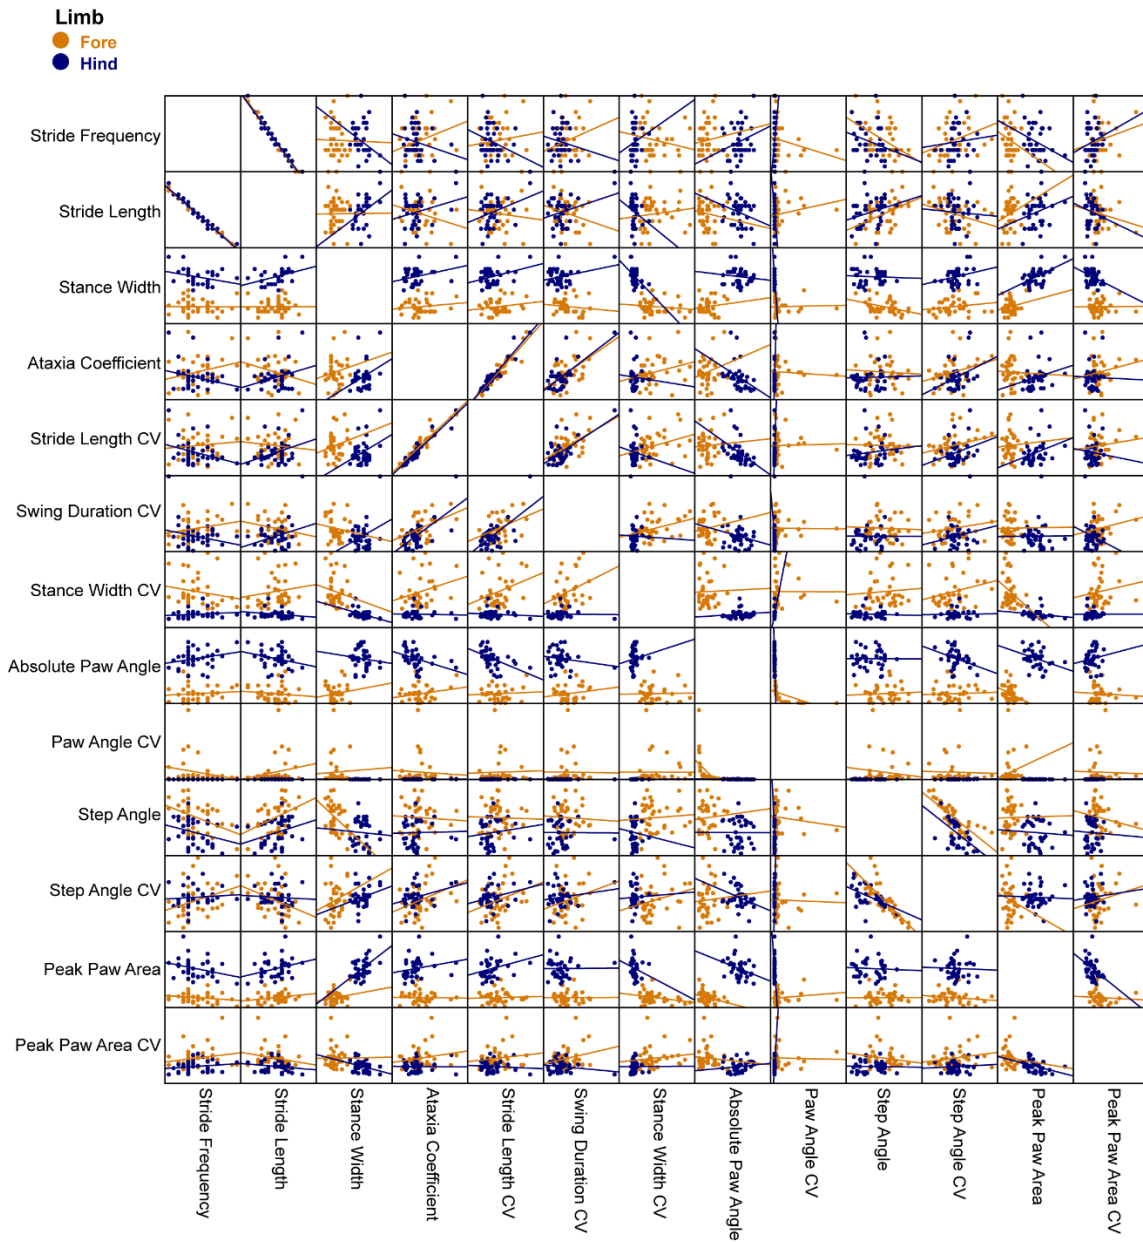 Limb
Fore
Hind
Stride Frequency
Stride Length
Stance Width
Ataxia Coefficient
Stride Length CV
Swing Duration CV
Stance Width CV
Absolute Paw Angle
Paw Angle CV
Step Angle
Step Angle CV
Peak Paw Area
Peak Paw Area CV
Stride Frequency
Stride Length
Stance Width
Ataxia Coefficient
Stride Length CV
Swing Duration CV
Stance Width CV
Absolute Paw Angle
Paw Angle CV
Step Angle
Step Angle CV
Peak Paw Area
Peak Paw Area CV